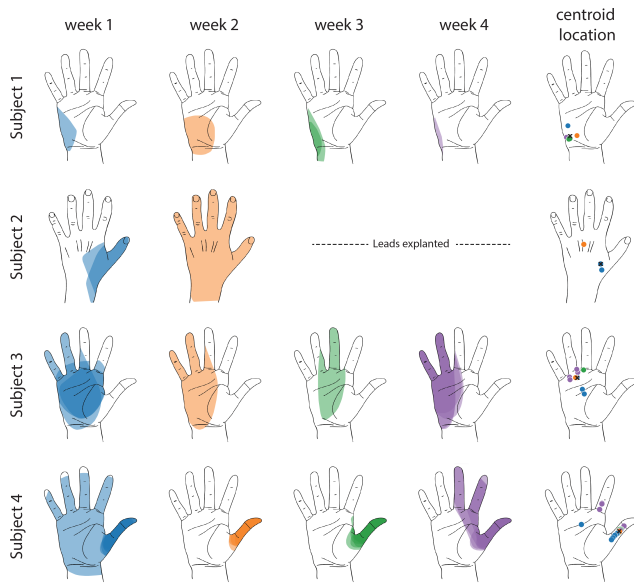 week 1
week 2
week 3
week 4
centroid
location
Subject 1
Subject 2
Leads explanted
Subject 3
Subject 4